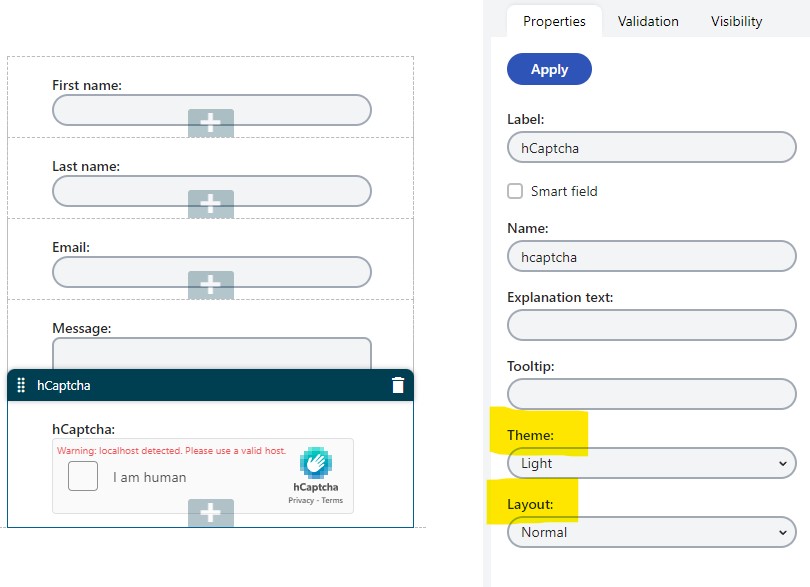 First name:
Last name:
Email:
Message:
hCaptcha
hCaptcha:
Warning: localhost detected. Please use a valid host.
I am human
hCaptcha
Privacy - Terms
Properties Validation Visibility
Apply
Label:
hCaptcha
Smart field
Name:
hcaptcha
Explanation text:
Tooltip:
Theme:
Light
Layout:
Normal